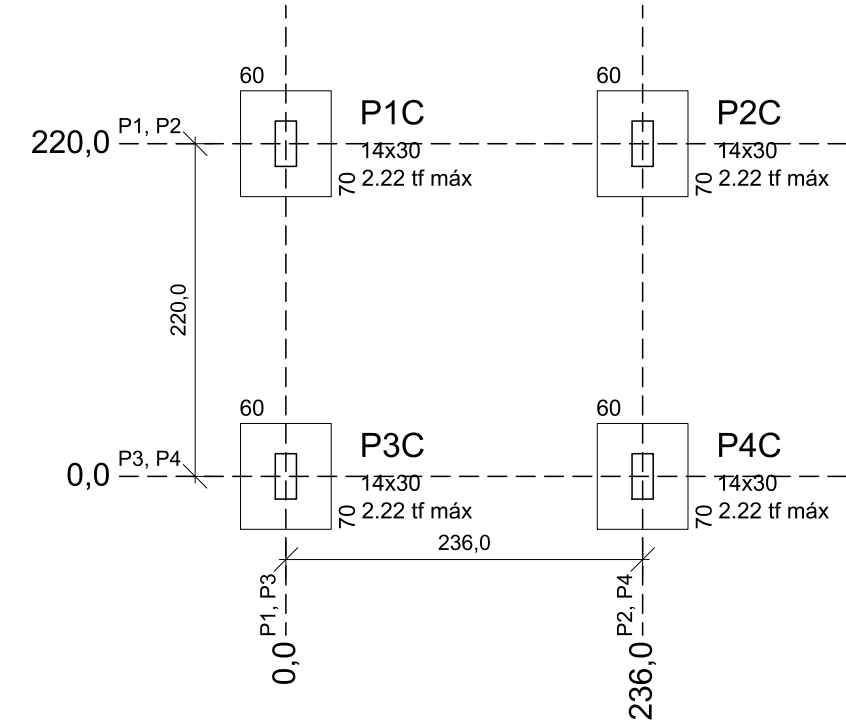 60
P1C
14x30
70
2.22 tf máx
60
P2C
14x30
70
2.22 tf máx
220,0
P1, P2
220,0
60
P3C
14x30
70
2.22 tf máx
60
P4C
14x30
70
2.22 tf máx
0,0
P3, P4
236,0
P1, P3
0,0
P2, P4
236,0